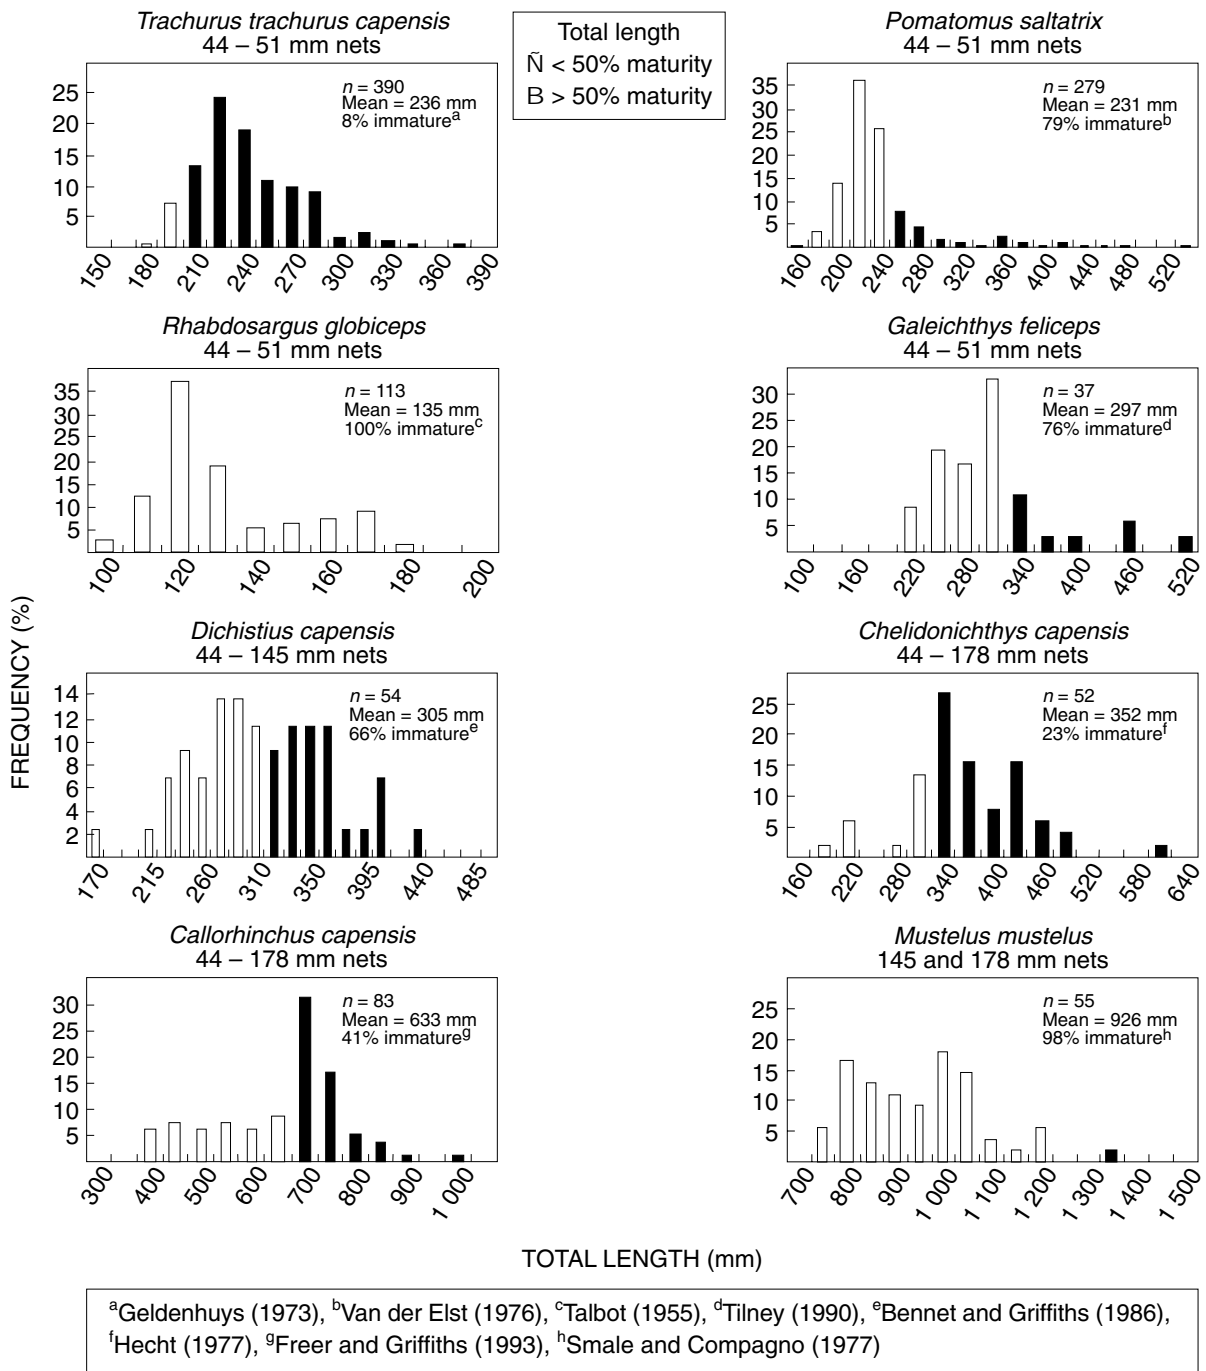 Trachurus trachurus capensis
44 – 51 mm nets
n = 390
Mean = 236 mm
8% immatureᵃ
25
20
15
10
5
150 180 210 240 270 300 330 360 390
Total length
Ñ < 50% maturity
B > 50% maturity
Pomatomus saltatrix
44 – 51 mm nets
n = 279
Mean = 231 mm
79% immatureᵇ
35
30
25
20
15
10
5
160 200 240 280 320 360 400 440 480 520
Rhabdosargus globiceps
44 – 51 mm nets
n = 113
Mean = 135 mm
100% immatureᶜ
35
30
25
20
15
10
5
100 120 140 160 180 200
Galeichthys feliceps
44 – 51 mm nets
n = 37
Mean = 297 mm
76% immatureᵈ
30
25
20
15
10
5
100 160 220 280 340 400 460 520
FREQUENCY (%)
Dichistius capensis
44 – 145 mm nets
n = 54
Mean = 305 mm
66% immatureᵉ
14
12
10
8
6
4
2
170 215 260 310 350 395 440 485
Chelidonichthys capensis
44 – 178 mm nets
n = 52
Mean = 352 mm
23% immatureᶠ
25
20
15
10
5
160 220 280 340 400 460 520 580 640
Callorhinchus capensis
44 – 178 mm nets
n = 83
Mean = 633 mm
41% immatureᵍ
30
25
20
15
10
5
300 400 500 600 700 800 900 1 000
Mustelus mustelus
145 and 178 mm nets
n = 55
Mean = 926 mm
98% immatureʰ
25
20
15
10
5
700 800 900 1 000 1 100 1 200 1 300 1 400 1 500
TOTAL LENGTH (mm)
ᵃGeldenhuys (1973), ᵇVan der Elst (1976), ᶜTalbot (1955), ᵈTilney (1990), ᵉBennet and Griffiths (1986),
ᶠHecht (1977), ᵍFreer and Griffiths (1993), ʰSmale and Compagno (1977)